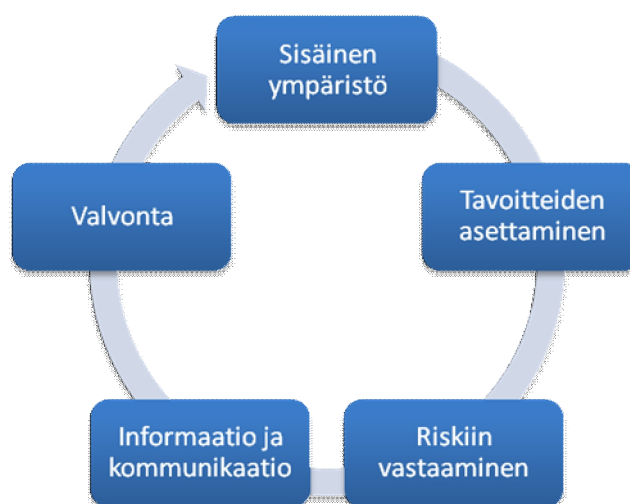 Sisäinen
ympäristö
Tavoitteiden
asettaminen
Riskiin
vastaaminen
Informaatio ja
kommunikaatio
Valvonta